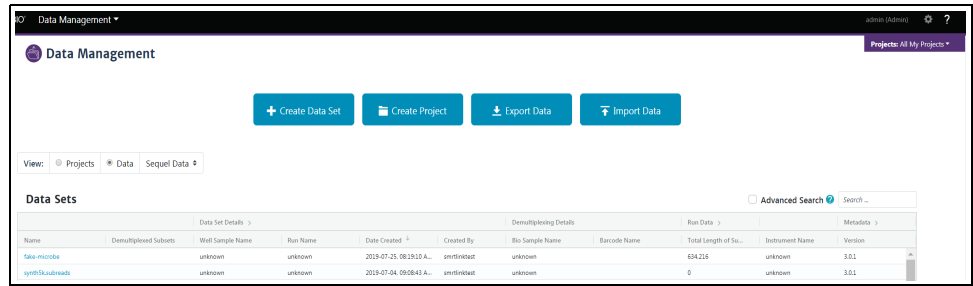 IO® Data Management admin (Admin) ?
Projects: All My Projects
Data Management
Create Data Set Create Project Export Data Import Data
View: Projects Data Sequel Data
Data Sets Advanced Search ? Search ...
Data Set Details > Demultiplexing Details Run Data > Metadata >
Name Demultiplexed Subsets Well Sample Name Run Name Date Created Created By Bio Sample Name Barcode Name Total Length of Su... Instrument Name Version
fake-microbe unknown unknown 2019-07-25, 08:19:10 A... smrtlinktest unknown 634,216 unknown 3.0.1
synth5k.subreads unknown unknown 2019-07-04, 09:08:43 A... smrtlinktest unknown 0 unknown 3.0.1